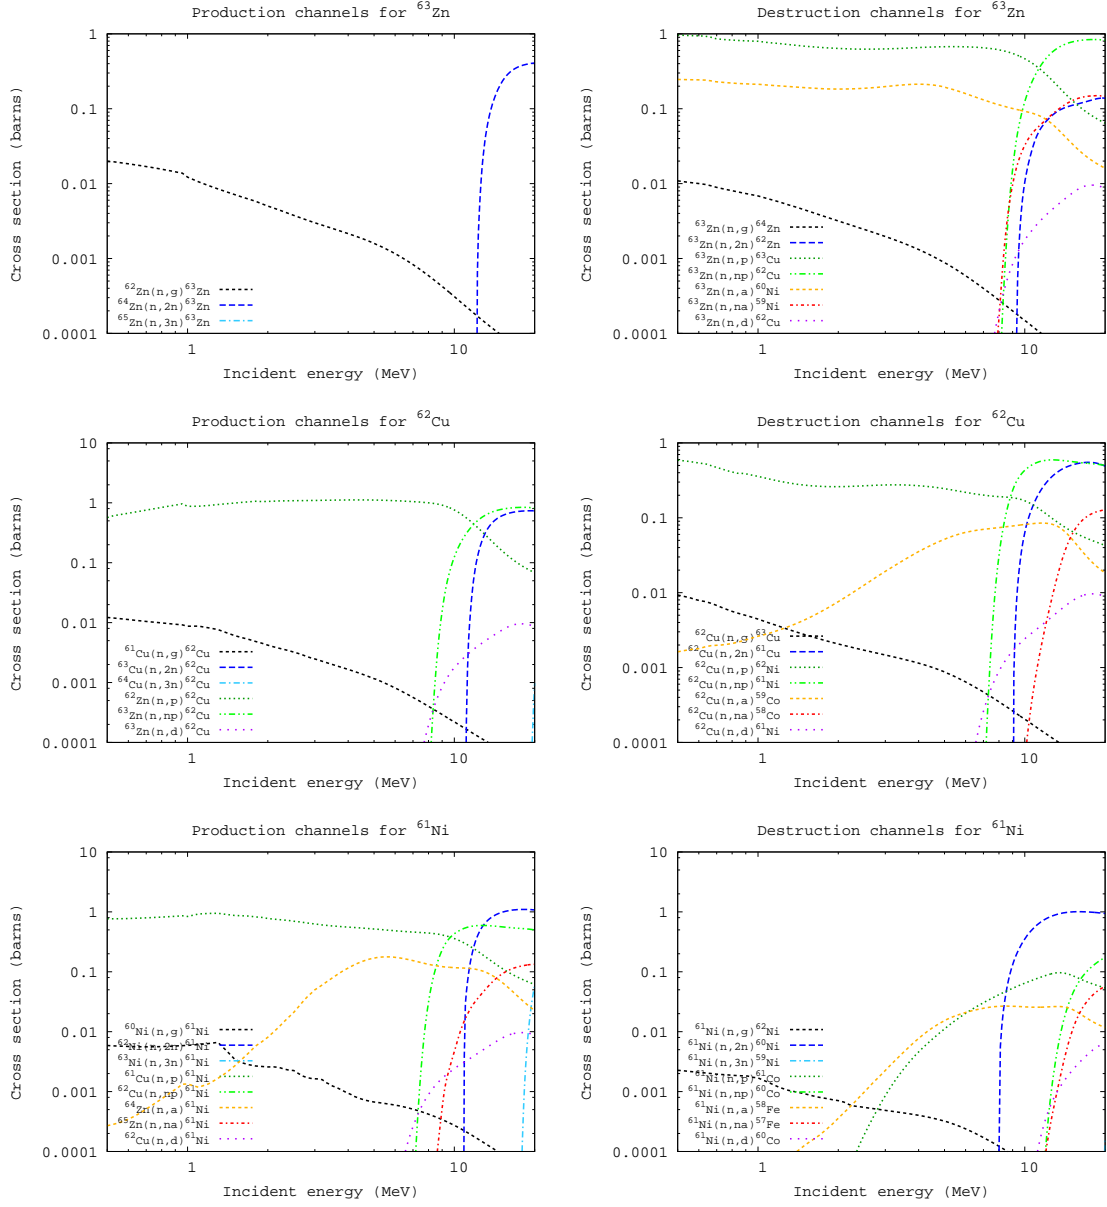 Production channels for ⁶³Zn
Cross section (barns)
1
0.1
0.01
0.001
0.0001
⁶²Zn(n,g)⁶³Zn
⁶⁴Zn(n,2n)⁶³Zn
⁶⁵Zn(n,3n)⁶³Zn
1
10
Incident energy (MeV)
Destruction channels for ⁶³Zn
Cross section (barns)
1
0.1
0.01
0.001
0.0001
⁶³Zn(n,g)⁶⁴Zn
⁶³Zn(n,2n)⁶²Zn
⁶³Zn(n,p)⁶³Cu
⁶³Zn(n,np)⁶²Cu
⁶³Zn(n,a)⁶⁰Ni
⁶³Zn(n,na)⁵⁹Ni
⁶³Zn(n,d)⁶²Cu
1
10
Incident energy (MeV)
Production channels for ⁶²Cu
Cross section (barns)
10
1
0.1
0.01
0.001
0.0001
⁶¹Cu(n,g)⁶²Cu
⁶³Cu(n,2n)⁶²Cu
⁶⁴Cu(n,3n)⁶²Cu
⁶²Zn(n,p)⁶²Cu
⁶³Zn(n,np)⁶²Cu
⁶³Zn(n,d)⁶²Cu
1
10
Incident energy (MeV)
Destruction channels for ⁶²Cu
Cross section (barns)
1
0.1
0.01
0.001
0.0001
⁶²Cu(n,g)⁶³Cu
⁶²Cu(n,2n)⁶¹Cu
⁶²Cu(n,p)⁶²Ni
⁶²Cu(n,np)⁶¹Ni
⁶²Cu(n,a)⁵⁹Co
⁶²Cu(n,na)⁵⁸Co
⁶²Cu(n,d)⁶¹Ni
1
10
Incident energy (MeV)
Production channels for ⁶¹Ni
Cross section (barns)
10
1
0.1
0.01
0.001
0.0001
⁶⁰Ni(n,g)⁶¹Ni
⁶²Ni(n,2n)⁶¹Ni
⁶³Ni(n,3n)⁶¹Ni
⁶¹Cu(n,p)⁶¹Ni
⁶²Cu(n,np)⁶¹Ni
⁶⁴Zn(n,a)⁶¹Ni
⁶⁵Zn(n,na)⁶¹Ni
⁶²Cu(n,d)⁶¹Ni
1
10
Incident energy (MeV)
Destruction channels for ⁶¹Ni
Cross section (barns)
10
1
0.1
0.01
0.001
0.0001
⁶¹Ni(n,g)⁶²Ni
⁶¹Ni(n,2n)⁶⁰Ni
⁶¹Ni(n,3n)⁵⁹Ni
⁶¹Ni(n,p)⁶¹Co
⁶¹Ni(n,np)⁶⁰Co
⁶¹Ni(n,a)⁵⁸Fe
⁶¹Ni(n,na)⁵⁷Fe
⁶¹Ni(n,d)⁶⁰Co
1
10
Incident energy (MeV)